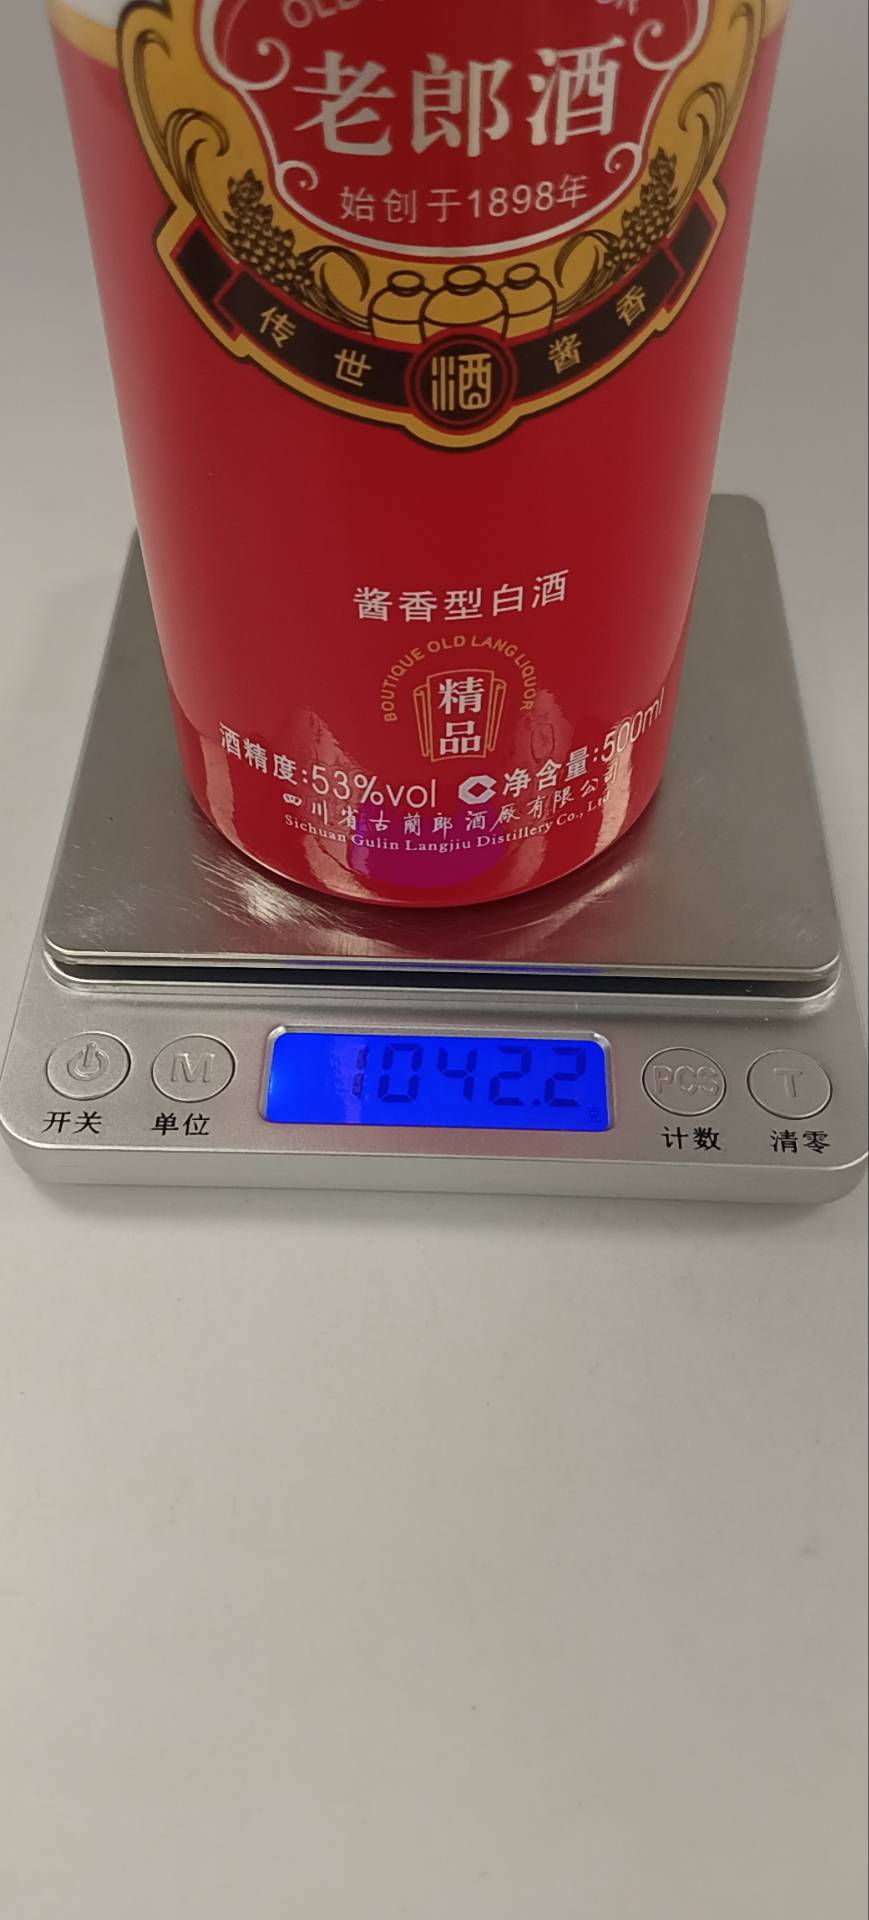 OLD
老郎酒
始创于1898年
传世酒酱香
酱香型白酒
BOUTIQUE OLD LANG LIQUOR
精品
酒精度:53%vol 净含量:500ml
四川省古蔺郎酒厂有限公司
Sichuan Gulin Langjiu Distillery Co., Ltd
1042.2
克
M
PCS
T
开关
单位
计数
清零